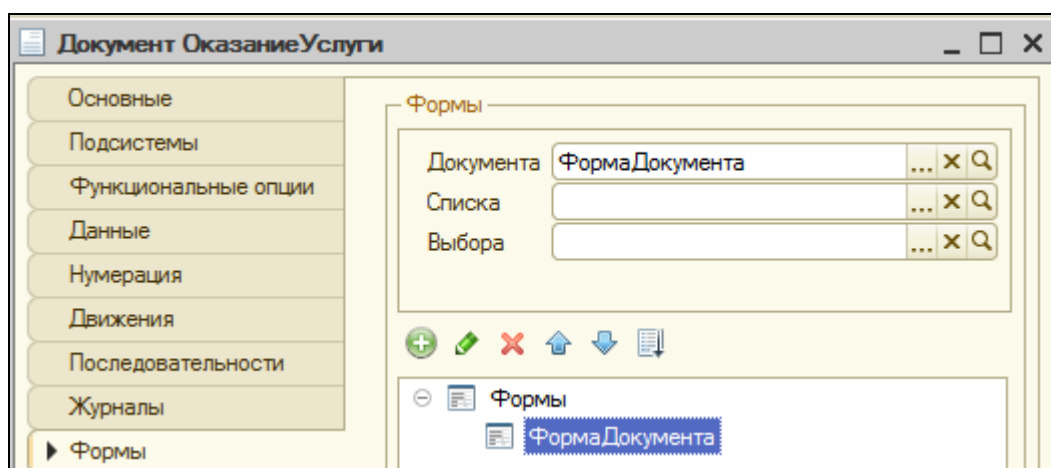 Документ ОказаниеУслуги
Основные
Подсистемы
Функциональные опции
Данные
Нумерация
Движения
Последовательности
Журналы
Формы
Формы
Документа ФормаДокумента ...
Списка ...
Выбора ...
Формы
ФормаДокумента